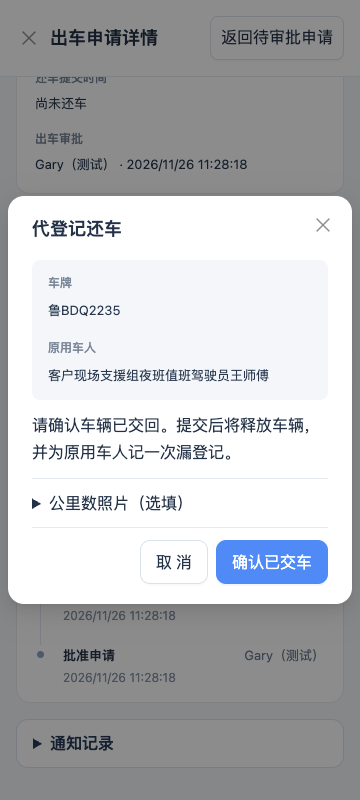 出车申请详情
返回待审批申请
还车提交时间
尚未还车
出车审批
Gary（测试） · 2026/11/26 11:28:18
代登记还车
车牌
鲁BDQ2235
原用车人
客户现场支援组夜班值班驾驶员王师傅
请确认车辆已交回。提交后将释放车辆，
并为原用车人记一次漏登记。
公里数照片（选填）
取 消
确认已交车
2026/11/26 11:28:18
批准申请
Gary（测试）
2026/11/26 11:28:18
通知记录